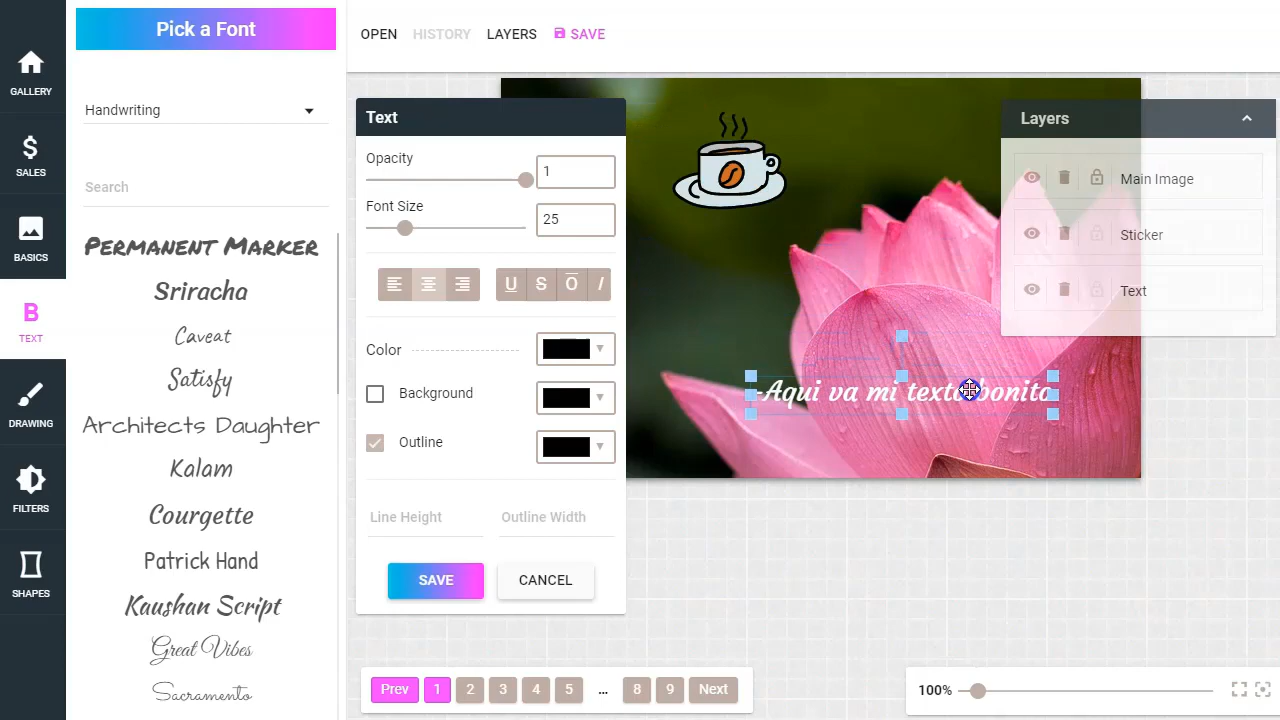 Pick a Font
OPEN
HISTORY
LAYERS
SAVE
GALLERY
SALES
BASICS
TEXT
DRAWING
FILTERS
SHAPES
Handwriting
Search
Permanent Marker
Sriracha
Caveat
Satisfy
Architects Daughter
Kalam
Courgette
Patrick Hand
Kaushan Script
Great Vibes
Sacramento
Text
Opacity
1
Font Size
25
U S O I
Color
Background
Outline
Line Height
Outline Width
SAVE
CANCEL
-Aqui va mi texto bonito
Layers
Main Image
Sticker
Text
Prev 1 2 3 4 5 ... 8 9 Next
100%